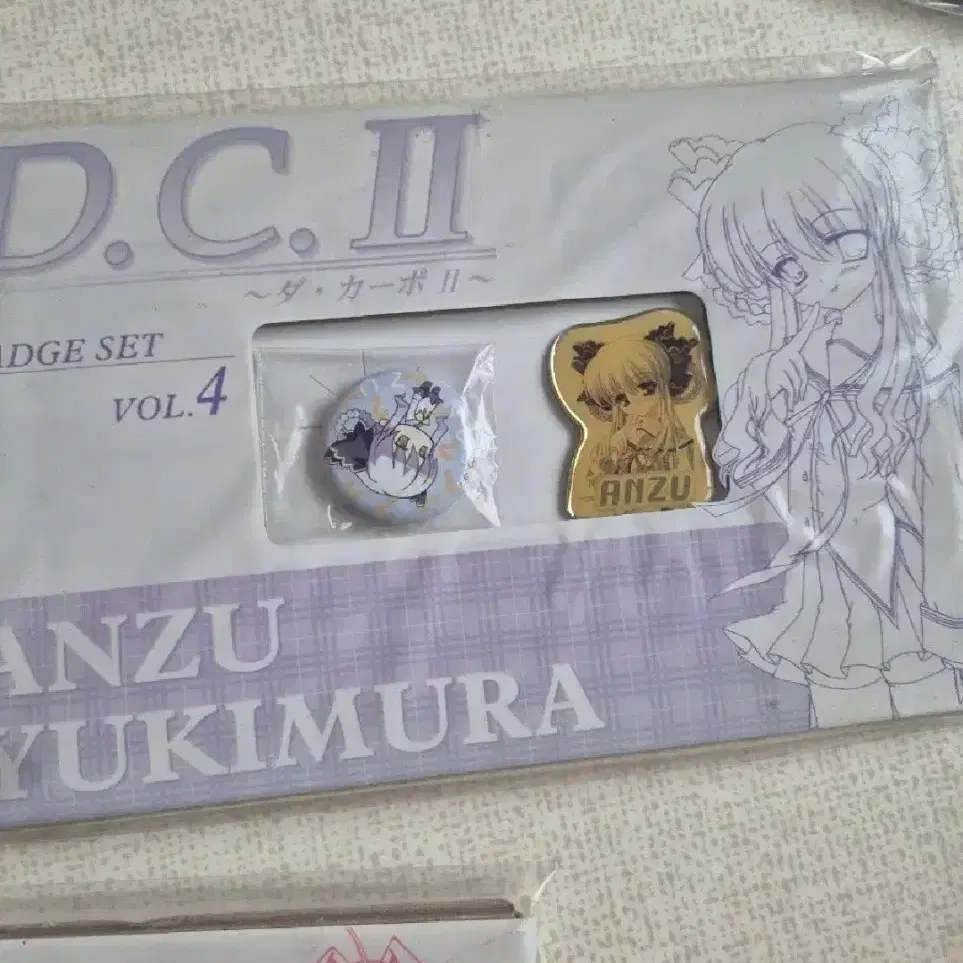 D.C.II
～ダ・カーポII～
ADGE SET
VOL.4
ANZU
ANZU
YUKIMURA